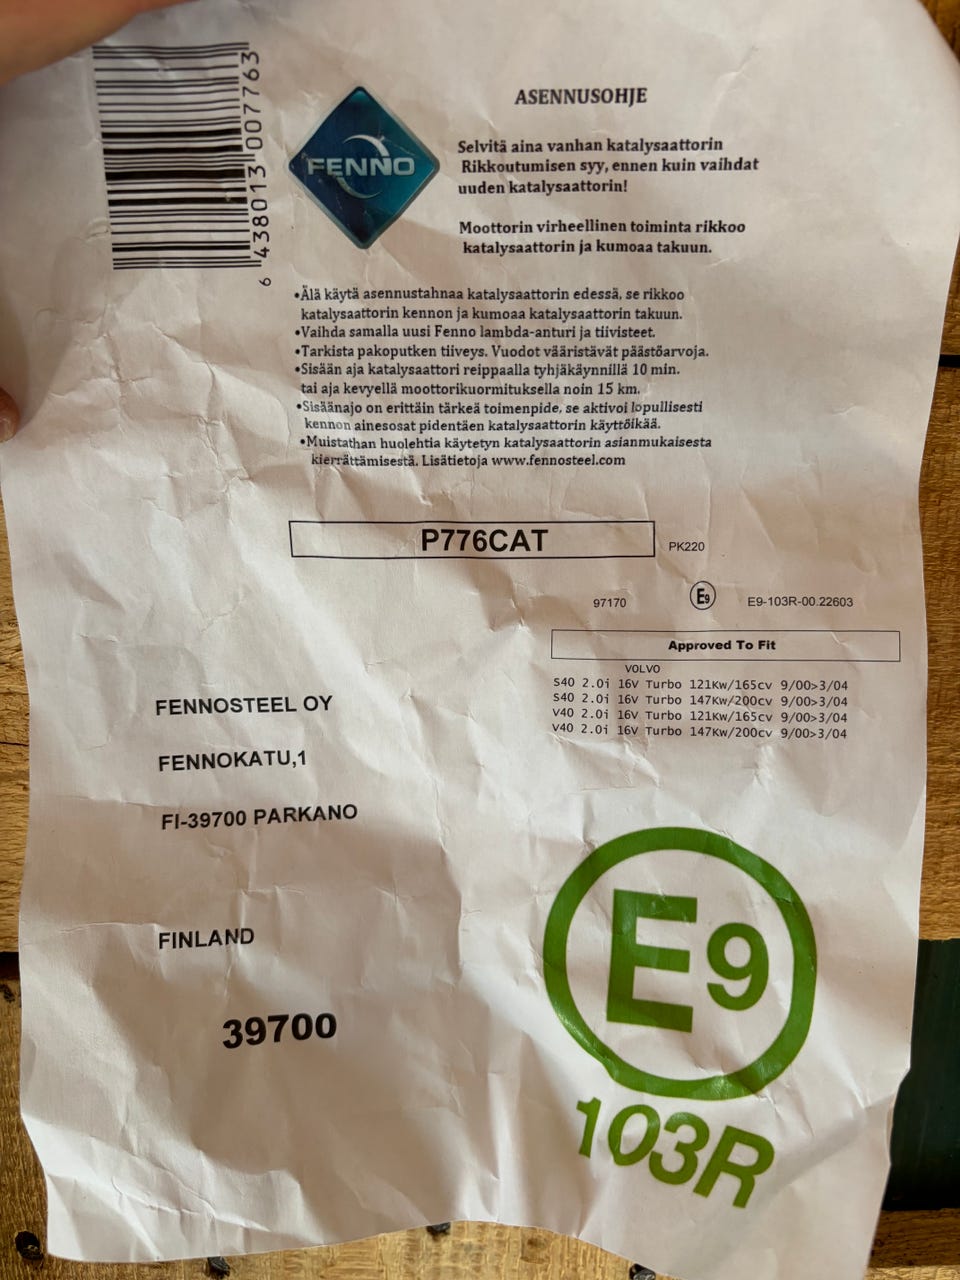 6 438013 007763
FENNO
ASENNUSOHJE
Selvitä aina vanhan katalysaattorin
Rikkoutumisen syy, ennen kuin vaihdat
uuden katalysaattorin!
Moottorin virheellinen toiminta rikkoo
katalysaattorin ja kumoaa takuun.
•Älä käytä asennustahnaa katalysaattorin edessä, se rikkoo
katalysaattorin kennon ja kumoaa katalysaattorin takuun.
•Vaihda samalla uusi Fenno lambda-anturi ja tiivisteet.
•Tarkista pakoputken tiiveys. Vuodot vääristävät päästöarvoja.
•Sisään aja katalysaattori reippaalla tyhjäkäynnillä 10 min.
tai aja kevyellä moottorikuormituksella noin 15 km.
•Sisäänajo on erittäin tärkeä toimenpide, se aktivoi lopullisesti
kennon ainesosat pidentäen katalysaattorin käyttöikää.
•Muistathan huolehtia käytetyn katalysaattorin asianmukaisesta
kierrättämisestä. Lisätietoja www.fennosteel.com
P776CAT
PK220
97170 E9 E9-103R-00.22603
Approved To Fit
VOLVO
S40 2.0i 16V Turbo 121Kw/165cv 9/00>3/04
S40 2.0i 16V Turbo 147Kw/200cv 9/00>3/04
V40 2.0i 16V Turbo 121Kw/165cv 9/00>3/04
V40 2.0i 16V Turbo 147Kw/200cv 9/00>3/04
FENNOSTEEL OY
FENNOKATU,1
FI-39700 PARKANO
FINLAND
39700
E9
103R